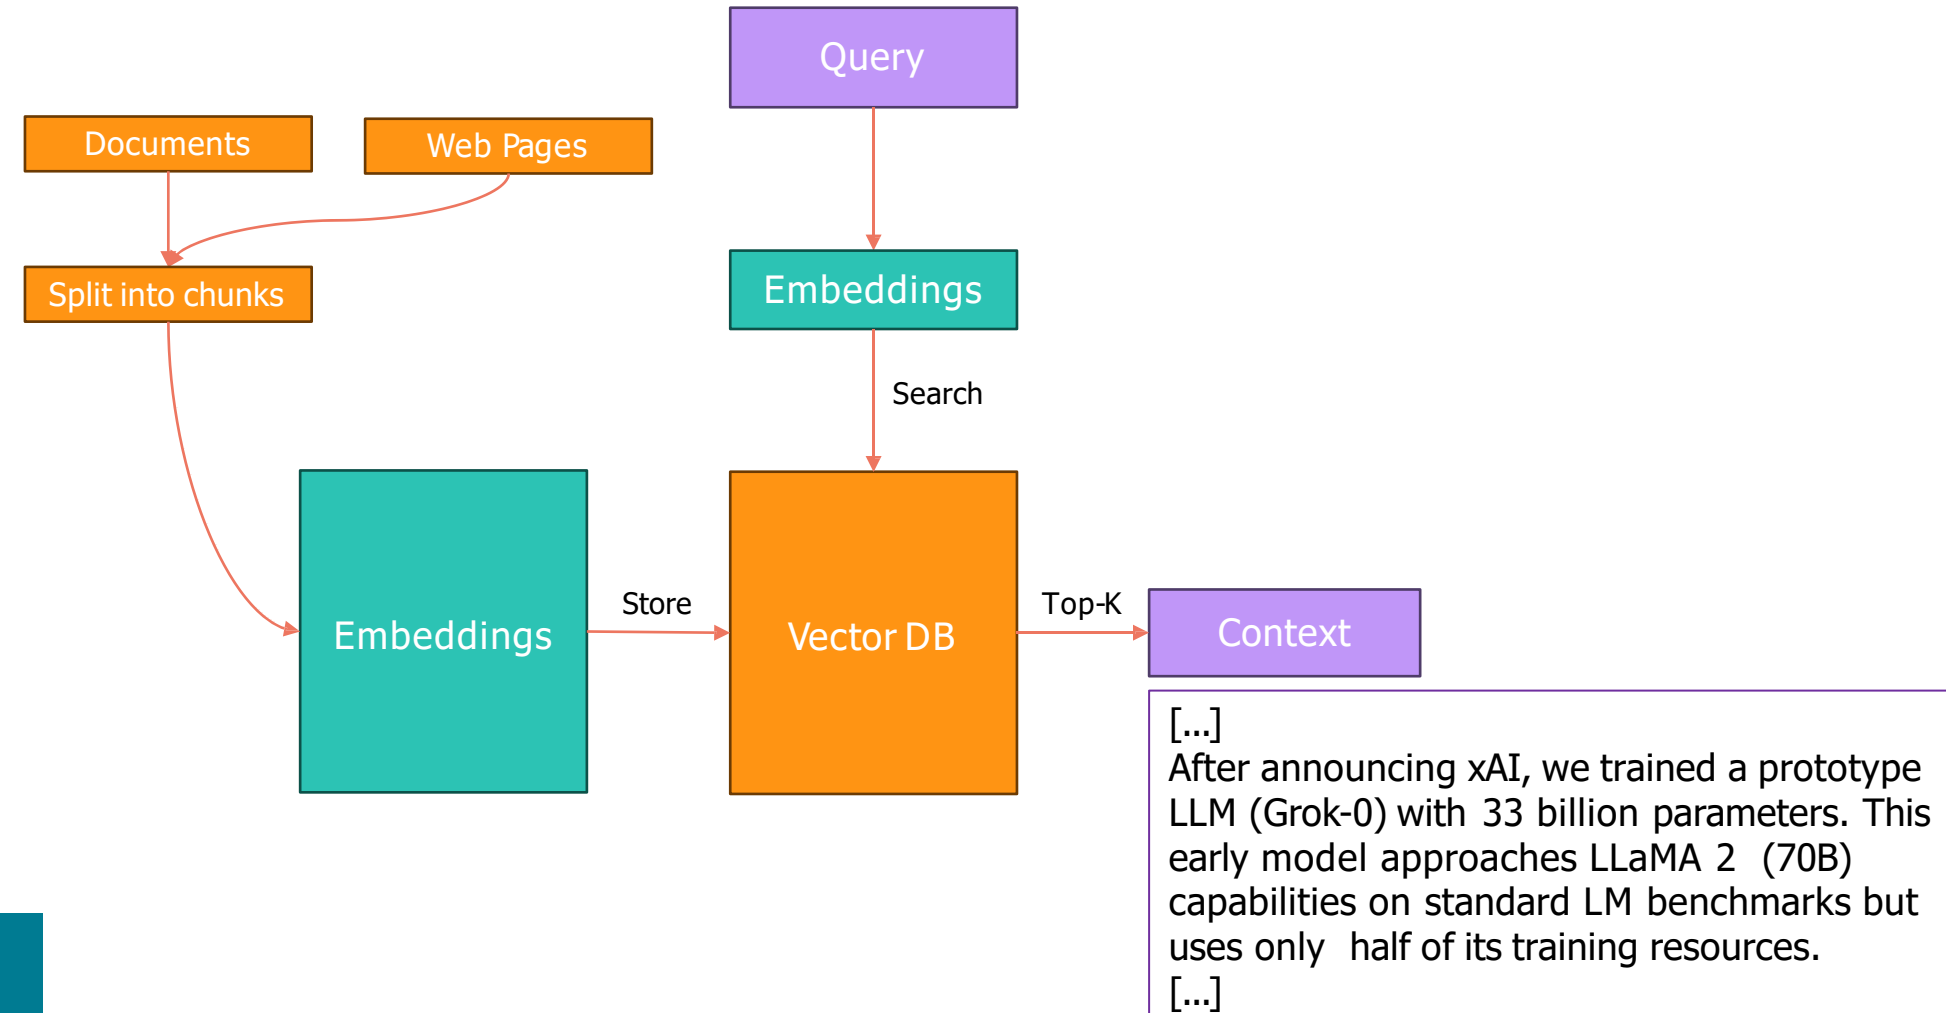 Query
Documents
Web Pages
Embeddings
Split into chunks
Search
Store
Top-K
Embeddings
Vector DB
Context
[...]
After announcing xAI, we trained a prototype
LLM (Grok-0) with 33 billion parameters. This
early model approaches LLaMA 2 (70B)
capabilities on standard LM benchmarks but
uses only half of its training resources.
[...]